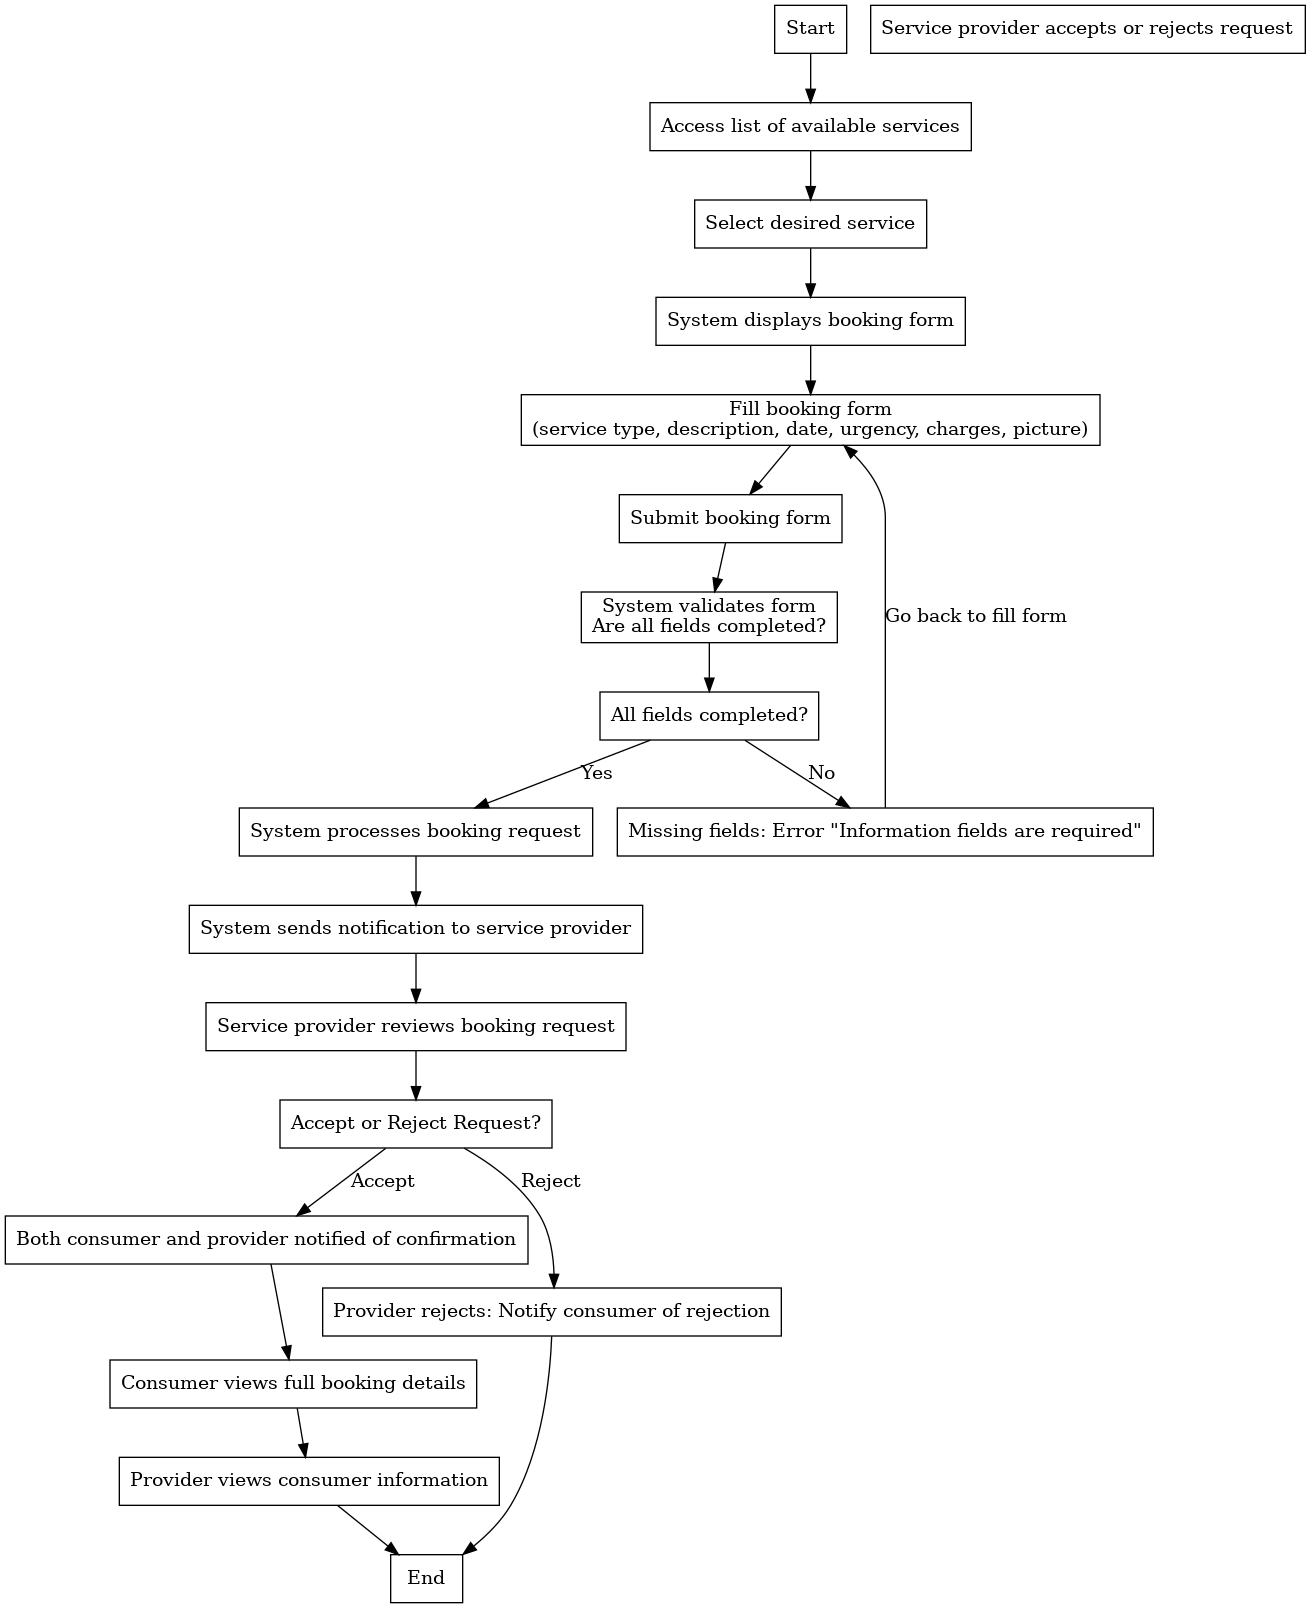 Start
Service provider accepts or rejects request
Access list of available services
Select desired service
System displays booking form
Fill booking form
(service type, description, date, urgency, charges, picture)
Submit booking form
System validates form
Are all fields completed?
Go back to fill form
All fields completed?
Yes
No
System processes booking request
Missing fields: Error "Information fields are required"
System sends notification to service provider
Service provider reviews booking request
Accept or Reject Request?
Accept
Reject
Both consumer and provider notified of confirmation
Provider rejects: Notify consumer of rejection
Consumer views full booking details
Provider views consumer information
End